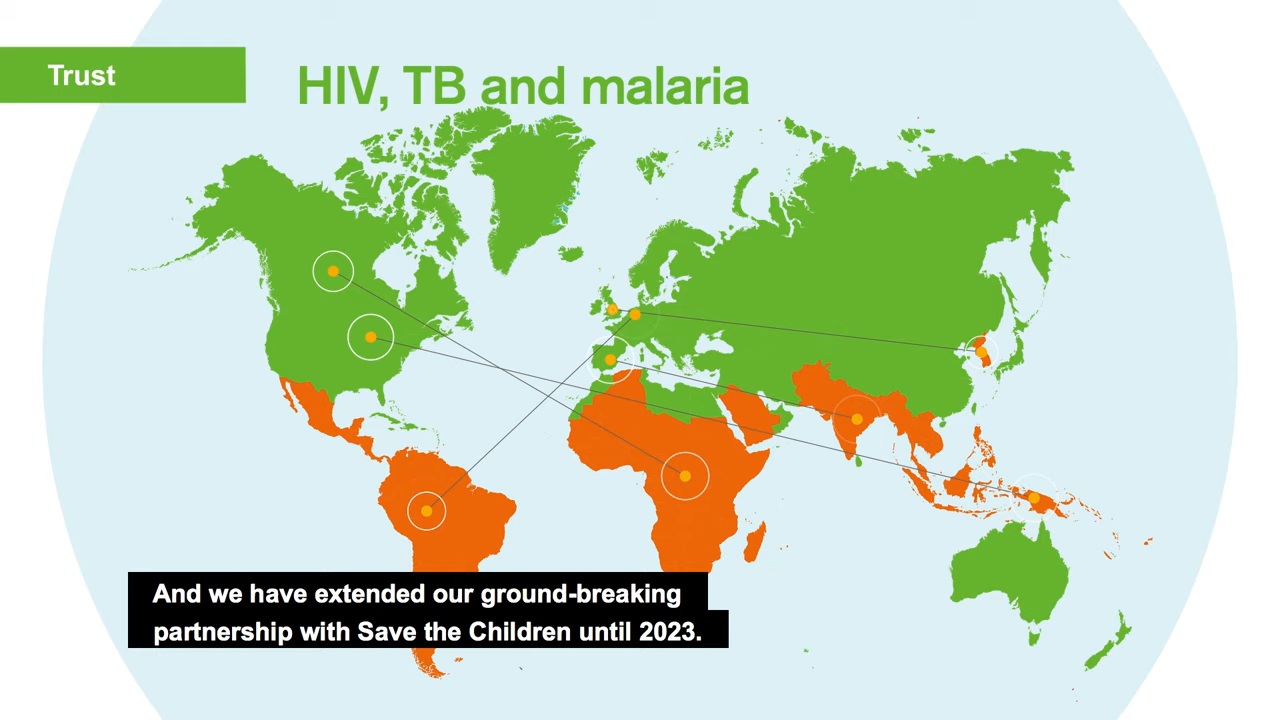 Trust
HIV, TB and malaria
And we have extended our ground-breaking
partnership with Save the Children until 2023.